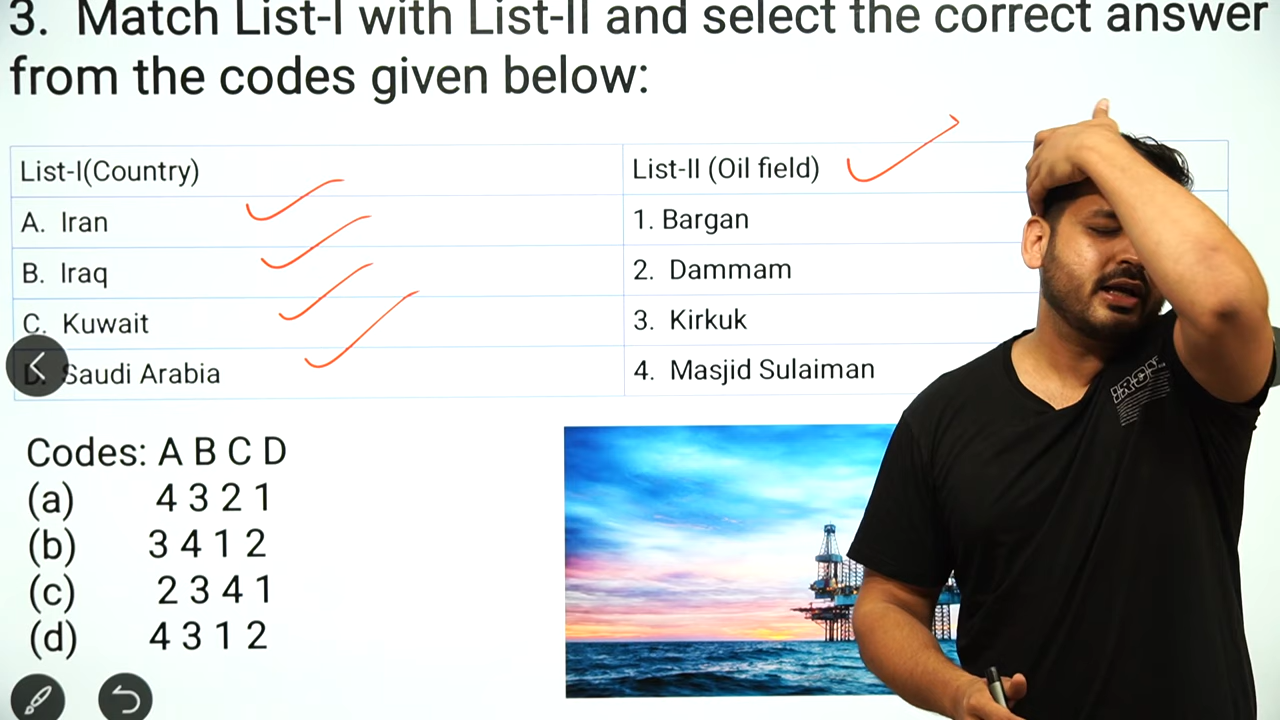 3. Match List-I with List-II and select the correct answer
from the codes given below:
List-I(Country)
List-II (Oil field)
A. Iran
1. Bargan
B. Iraq
2. Dammam
C. Kuwait
3. Kirkuk
D. Saudi Arabia
4. Masjid Sulaiman
Codes: A B C D
(a) 4 3 2 1
(b) 3 4 1 2
(c) 2 3 4 1
(d) 4 3 1 2